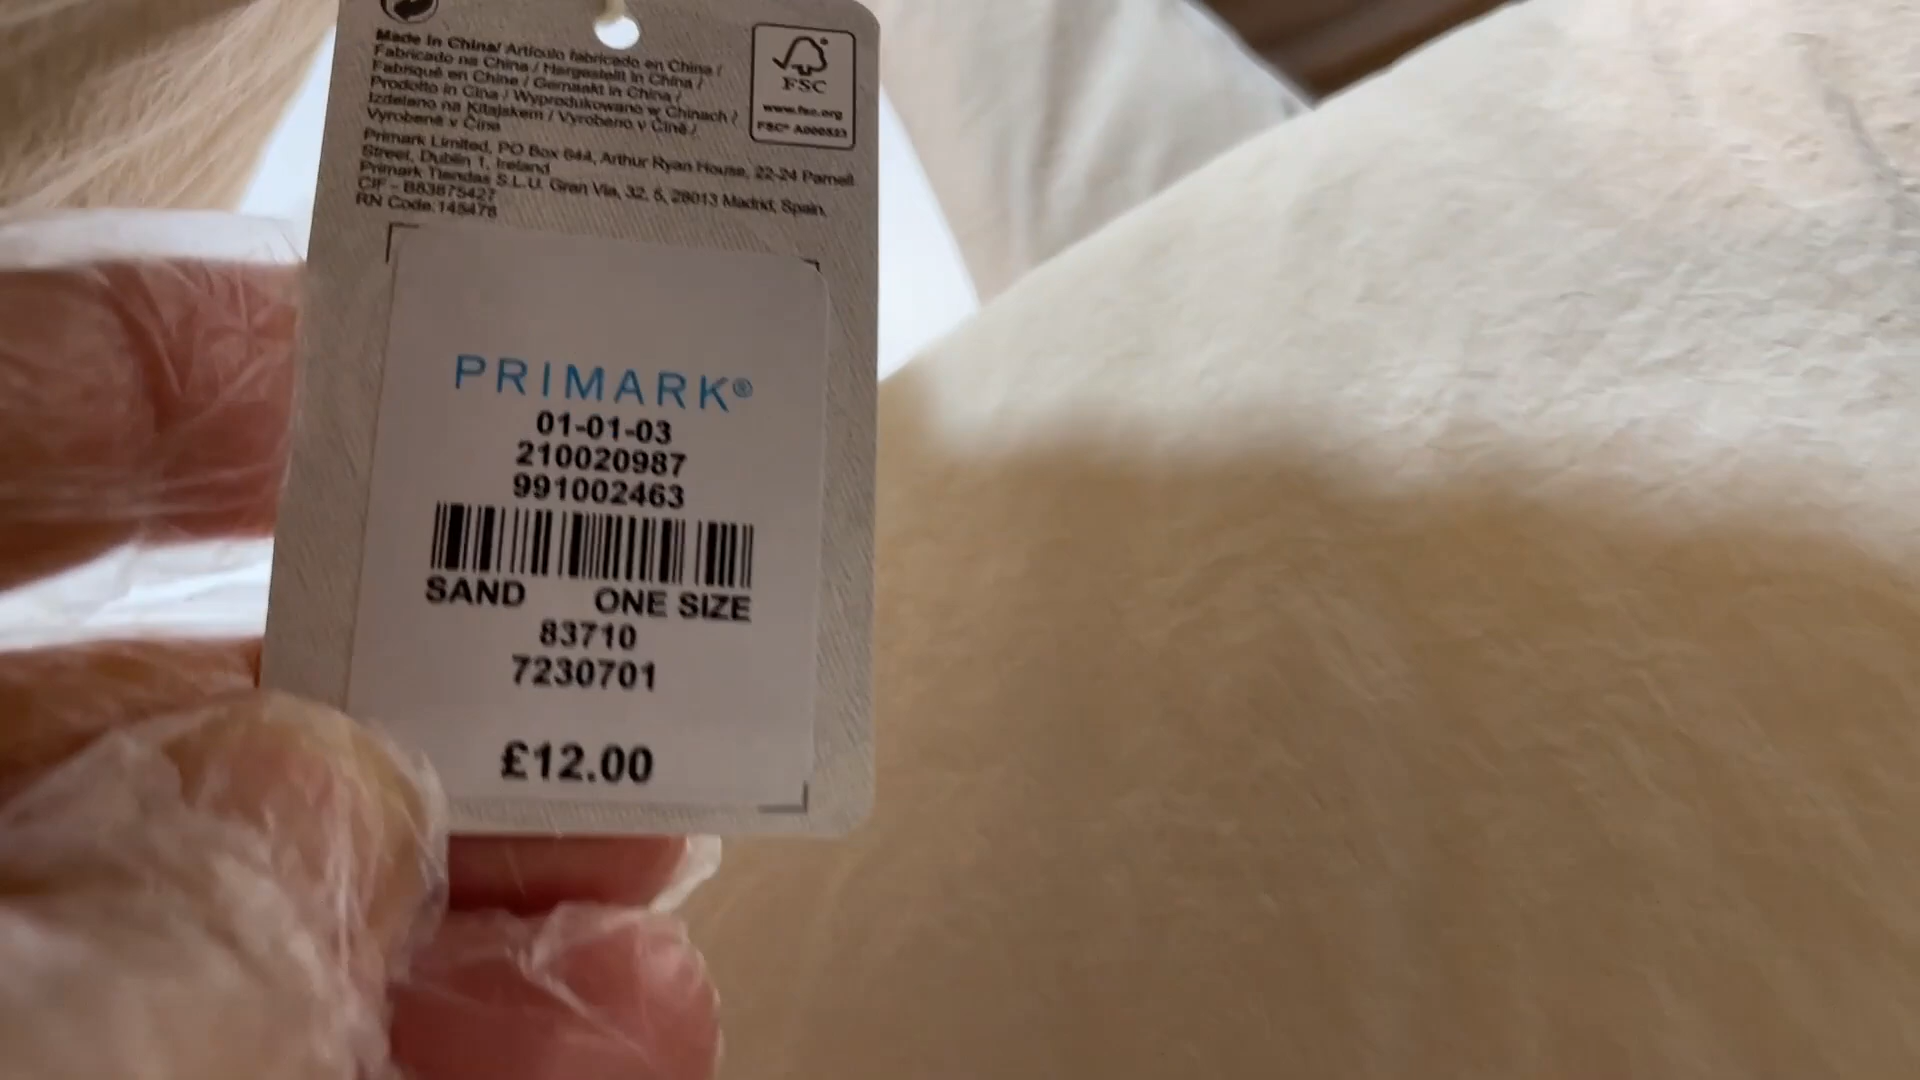 Made in China/ Artículo fabricado en China /
Fabricado na China / Hergestellt in China /
Fabriqué en Chine / Gemaakt in China /
Prodotto in Cina / Wyprodukowano w Chinach /
Izdelano na Kitajskem / Vyrobeno v Číně /
Vyrobené v Číne
Primark Limited, PO Box 644, Arthur Ryan House, 22-24 Parnell
Street, Dublin 1, Ireland
Primark Tiendas S.L.U. Gran Via, 32, 5, 28013 Madrid, Spain,
CIF - B83875427
RN Code:145478
FSC
www.fsc.org
FSC® A000523
PRIMARK®
01-01-03
210020987
991002463
SAND ONE SIZE
83710
7230701
£12.00